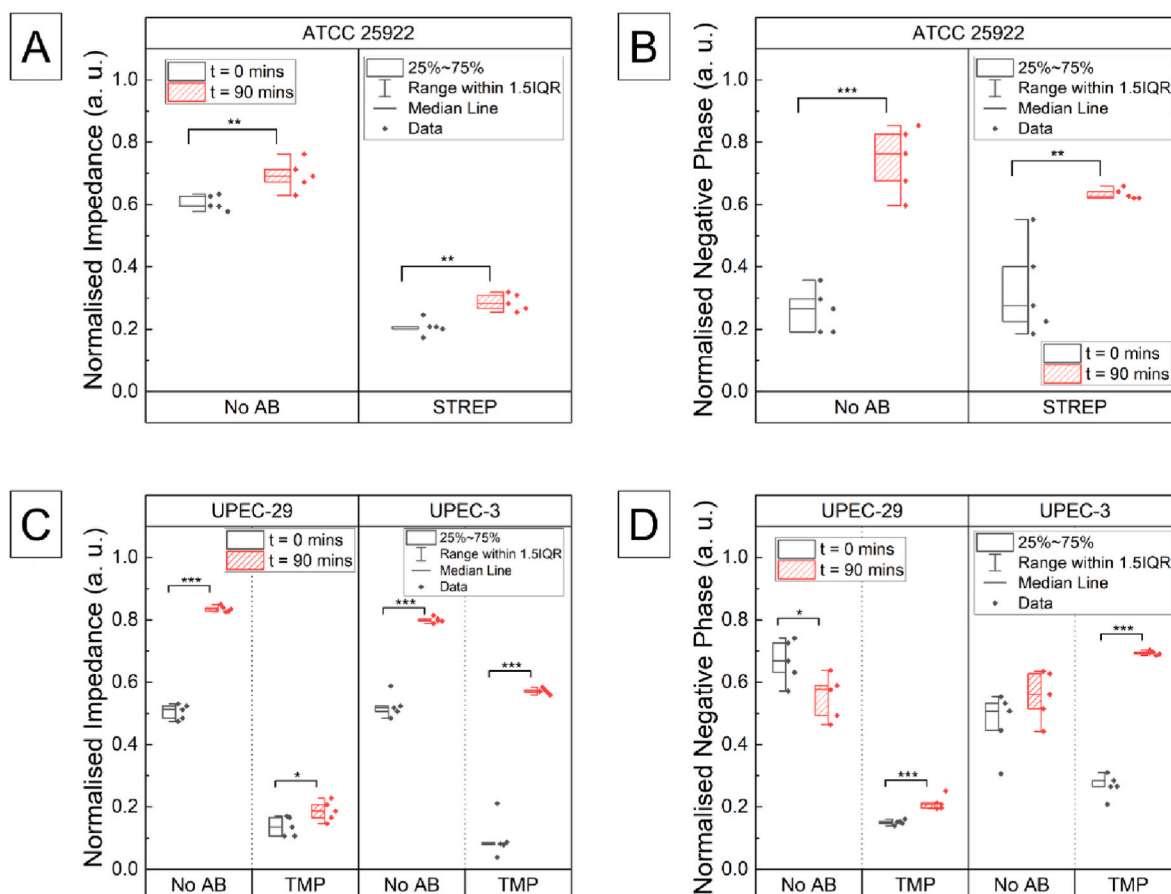 A
ATCC 25922
Normalised Impedance (a. u.)
1.0
0.8
0.6
0.4
0.2
0.0
t = 0 mins
t = 90 mins
25%~75%
Range within 1.5IQR
Median Line
Data
**
**
No AB
STREP
B
ATCC 25922
Normalised Negative Phase (a. u.)
1.0
0.8
0.6
0.4
0.2
0.0
25%~75%
Range within 1.5IQR
Median Line
Data
***
**
t = 0 mins
t = 90 mins
No AB
STREP
C
UPEC-29
UPEC-3
Normalised Impedance (a. u.)
1.0
0.8
0.6
0.4
0.2
0.0
t = 0 mins
t = 90 mins
25%~75%
Range within 1.5IQR
Median Line
Data
***
*
***
***
No AB
TMP
No AB
TMP
D
UPEC-29
UPEC-3
Normalised Negative Phase (a. u.)
1.0
0.8
0.6
0.4
0.2
0.0
t = 0 mins
t = 90 mins
25%~75%
Range within 1.5IQR
Median Line
Data
*
***
***
No AB
TMP
No AB
TMP